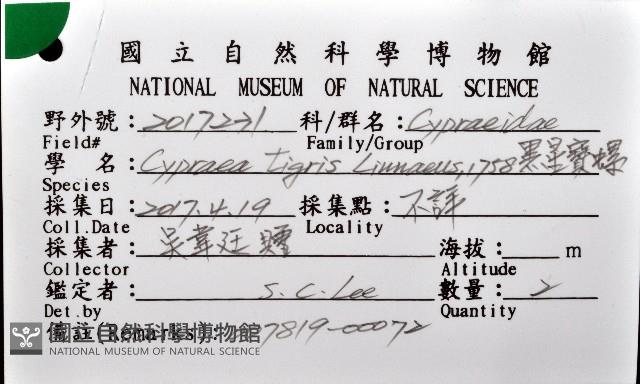 國立自然科學博物館
NATIONAL MUSEUM OF NATURAL SCIENCE
野外號：2017221 科/群名：Cypraeidae
Field# Family/Group
學名：Cypraea tigris Linnaeus, 1758 黑星寶螺
Species
採集日：2017.4.19 採集點：不詳
Coll.Date Locality
採集者：吳韋廷 贈 海拔：m
Collector Altitude
鑑定者：S.C.Lee 數量：2
Det.by Quantity
(Remarks): 7819-00072
國立自然科學博物館
NATIONAL MUSEUM OF NATURAL SCIENCE